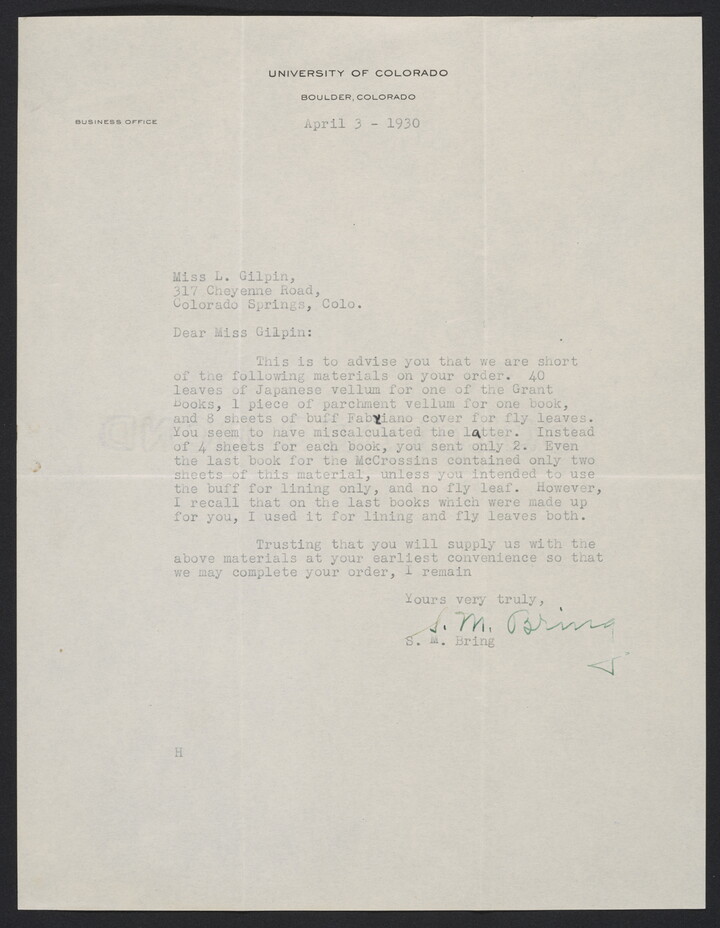 UNIVERSITY OF COLORADO
BOULDER, COLORADO
BUSINESS OFFICE
April 3 - 1930
Miss L. Gilpin,
317 Cheyenne Road,
Colorado Springs, Colo.
Dear Miss Gilpin:
This is to advise you that we are short
of the following materials on your order. 40
leaves of Japanese vellum for one of the Grant
books, 1 piece of parchment vellum for one book,
and 8 sheets of buff Fabriano cover for fly leaves.
You seem to have miscalculated the latter. Instead
of 4 sheets for each book, you sent only 2. Even
the last book for the McCrossins contained only two
sheets of this material, unless you intended to use
the buff for lining only, and no fly leaf. However,
I recall that on the last books which were made up
for you, I used it for lining and fly leaves both.
Trusting that you will supply us with the
above materials at your earliest convenience so that
we may complete your order, I remain
Yours very truly,
S. M. Bring
S. M. Bring
H